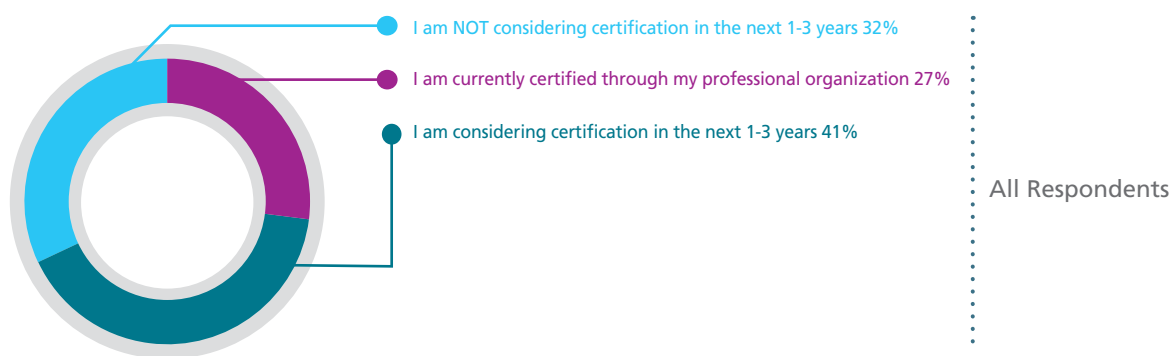 I am NOT considering certification in the next 1-3 years 32%
I am currently certified through my professional organization 27%
I am considering certification in the next 1-3 years 41%
All Respondents